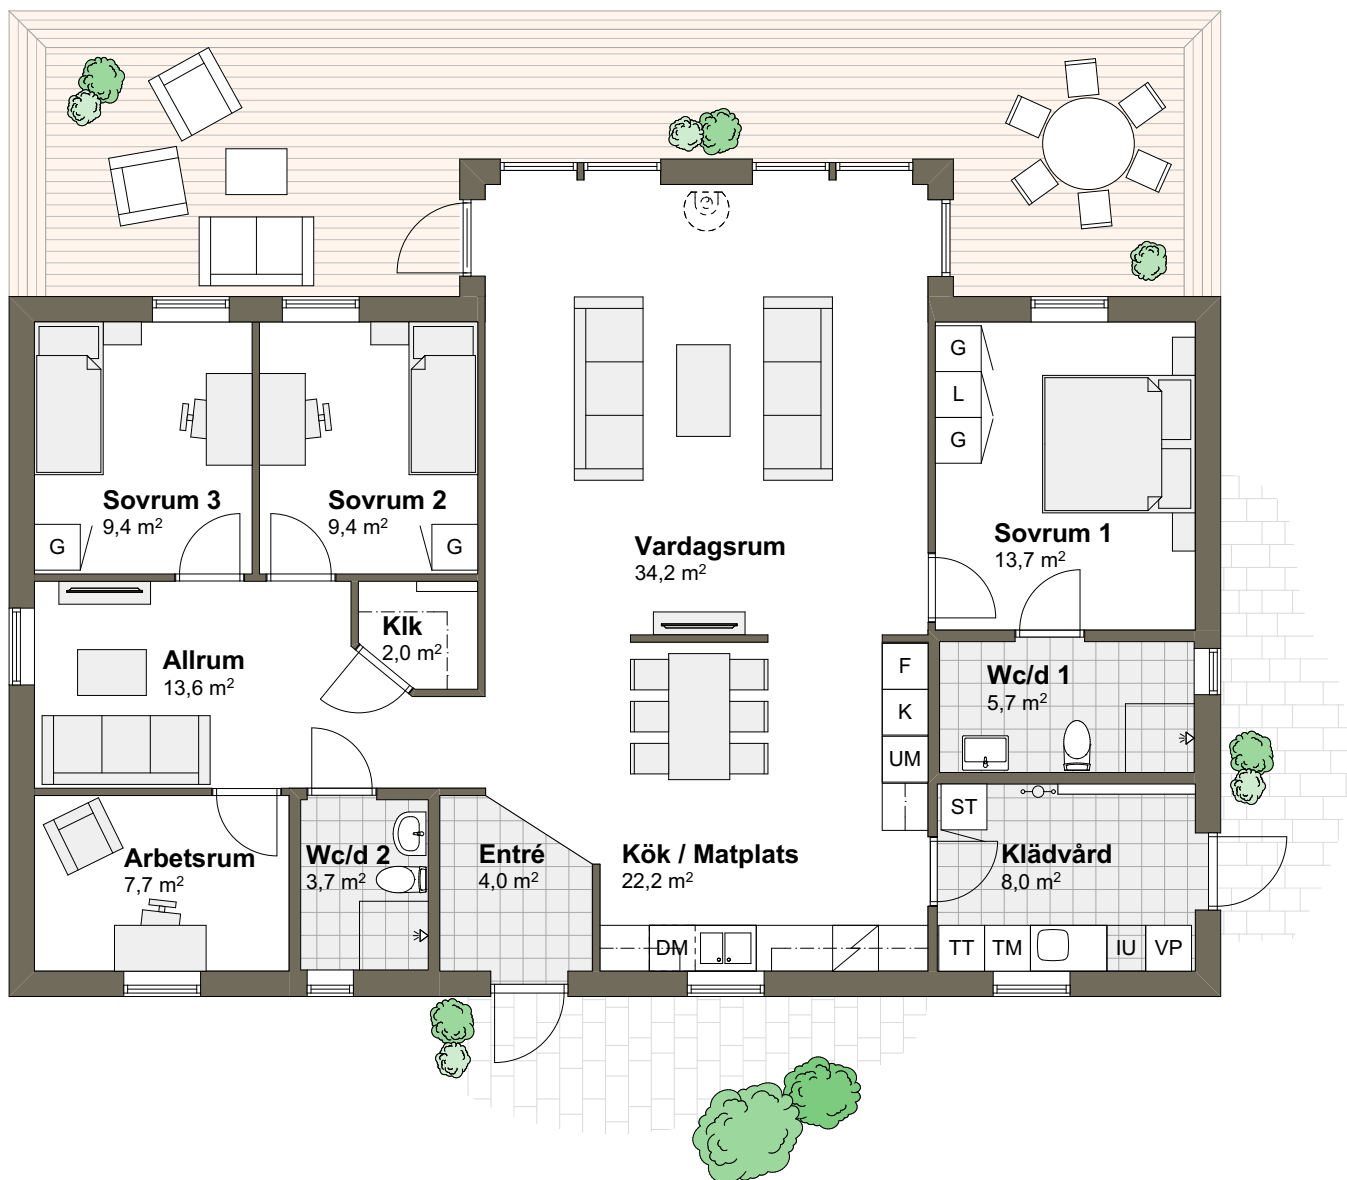 G
L
G
Sovrum 3
9,4 m²
Sovrum 2
9,4 m²
G
G
Vardagsrum
34,2 m²
Sovrum 1
13,7 m²
Klk
2,0 m²
Allrum
13,6 m²
F
K
UM
Wc/d 1
5,7 m²
ST
Arbetsrum
7,7 m²
Wc/d 2
3,7 m²
Entré
4,0 m²
Kök / Matplats
22,2 m²
Klädvård
8,0 m²
DM
TT
TM
IU
VP